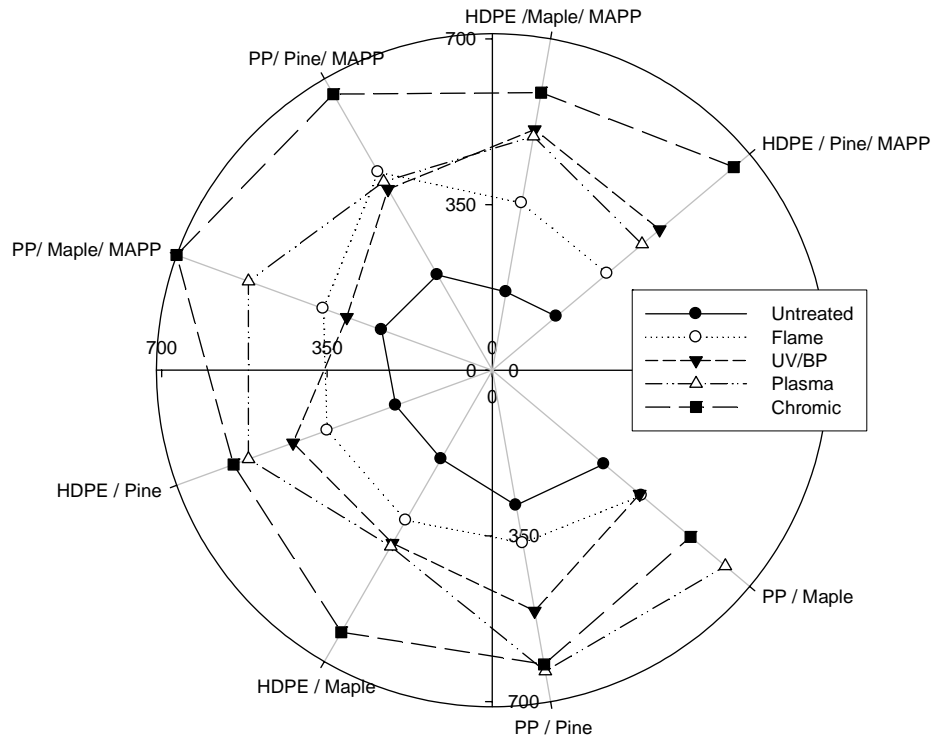 HDPE /Maple/ MAPP
700
PP/ Pine/ MAPP
HDPE / Pine/ MAPP
350
PP/ Maple/ MAPP
700
350
0
0
0
0
Untreated
Flame
UV/BP
Plasma
Chromic
HDPE / Pine
350
PP / Maple
HDPE / Maple
700
PP / Pine